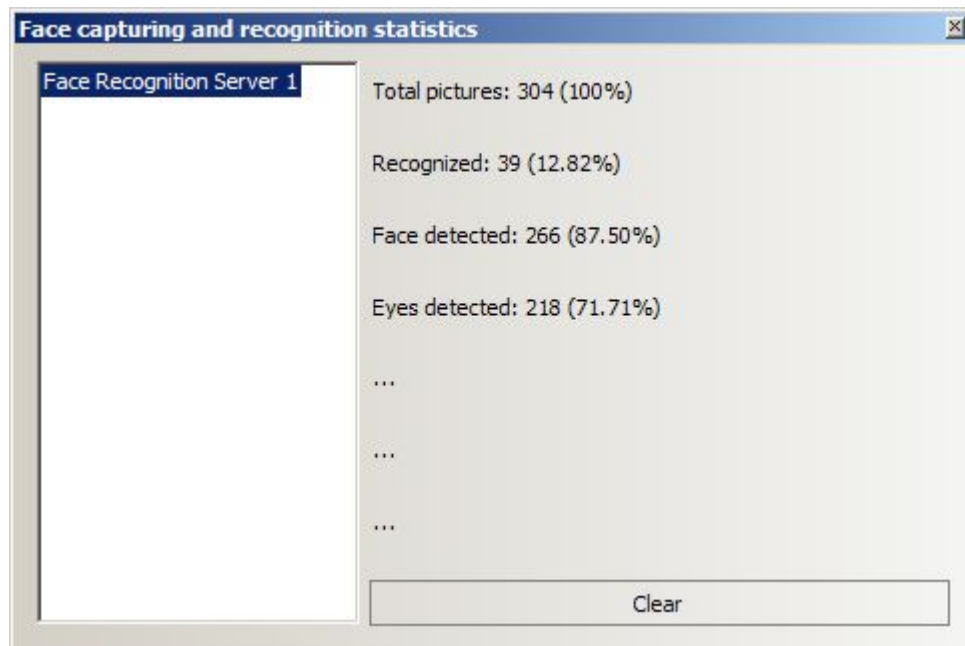 Face capturing and recognition statistics
Face Recognition Server 1
Total pictures: 304 (100%)
Recognized: 39 (12.82%)
Face detected: 266 (87.50%)
Eyes detected: 218 (71.71%)
...
...
...
Clear